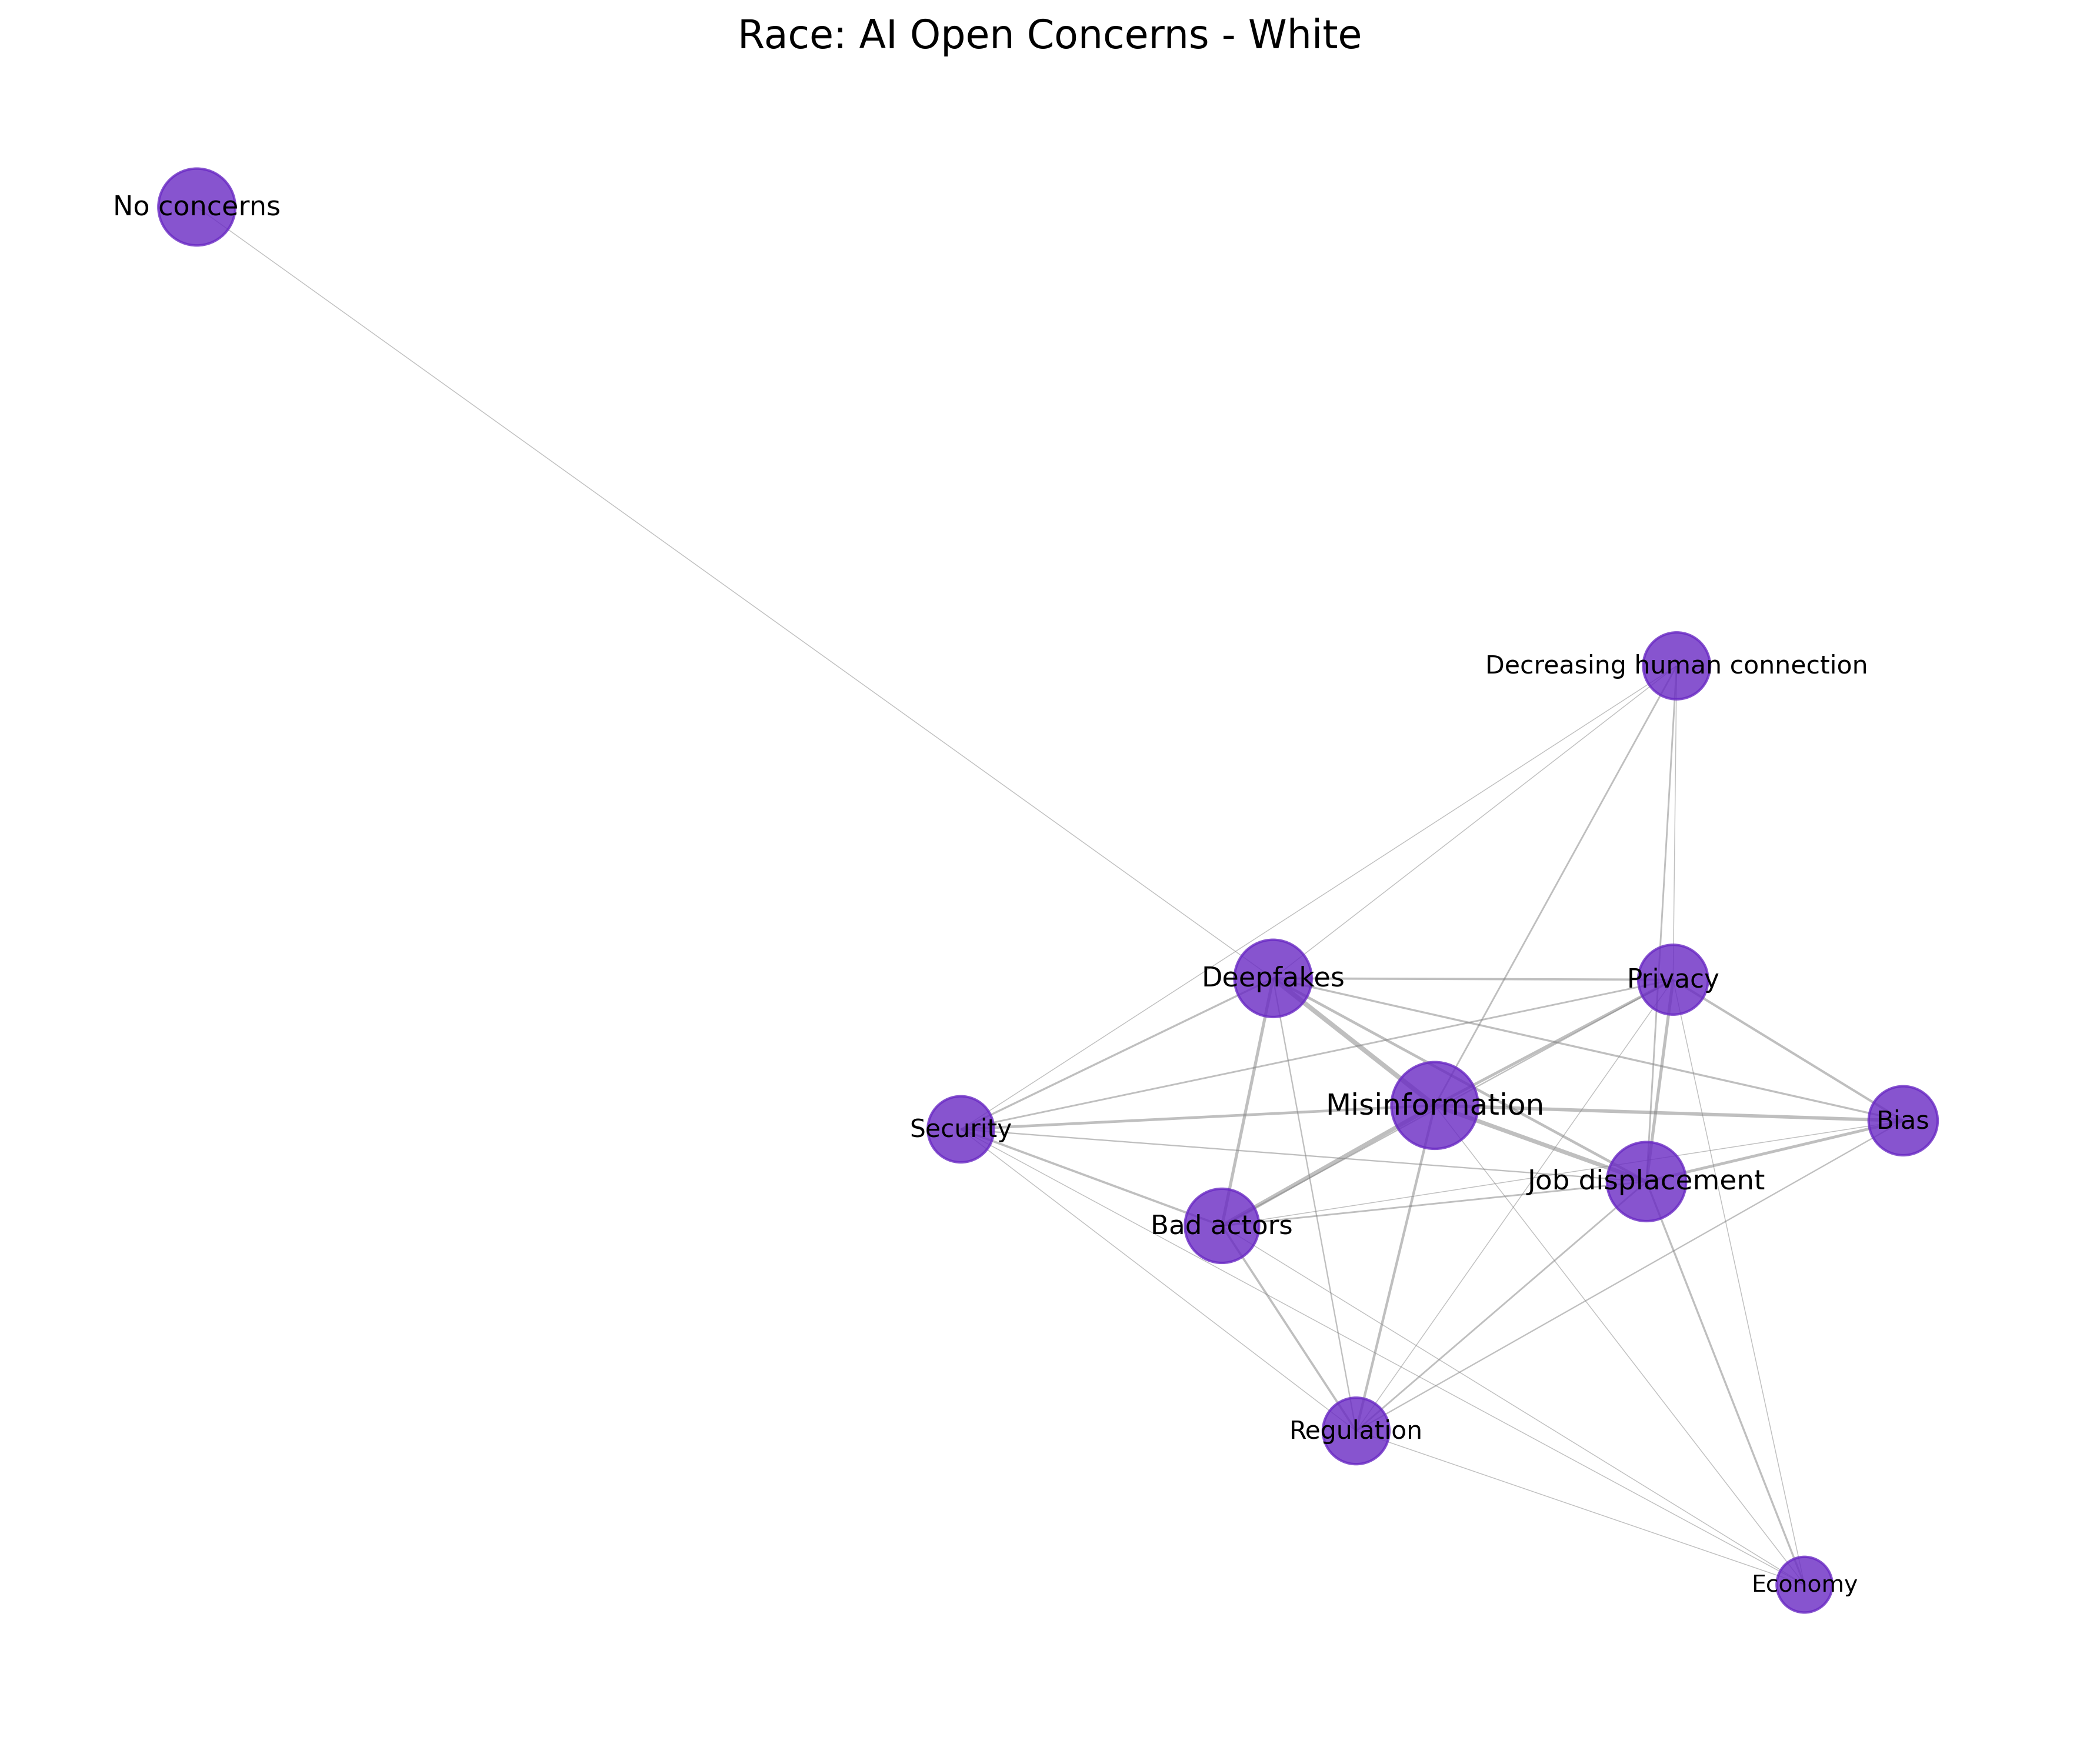 Race: AI Open Concerns - White
No concerns
Decreasing human connection
Deepfakes
Privacy
Misinformation
Bias
Security
Job displacement
Bad actors
Regulation
Economy